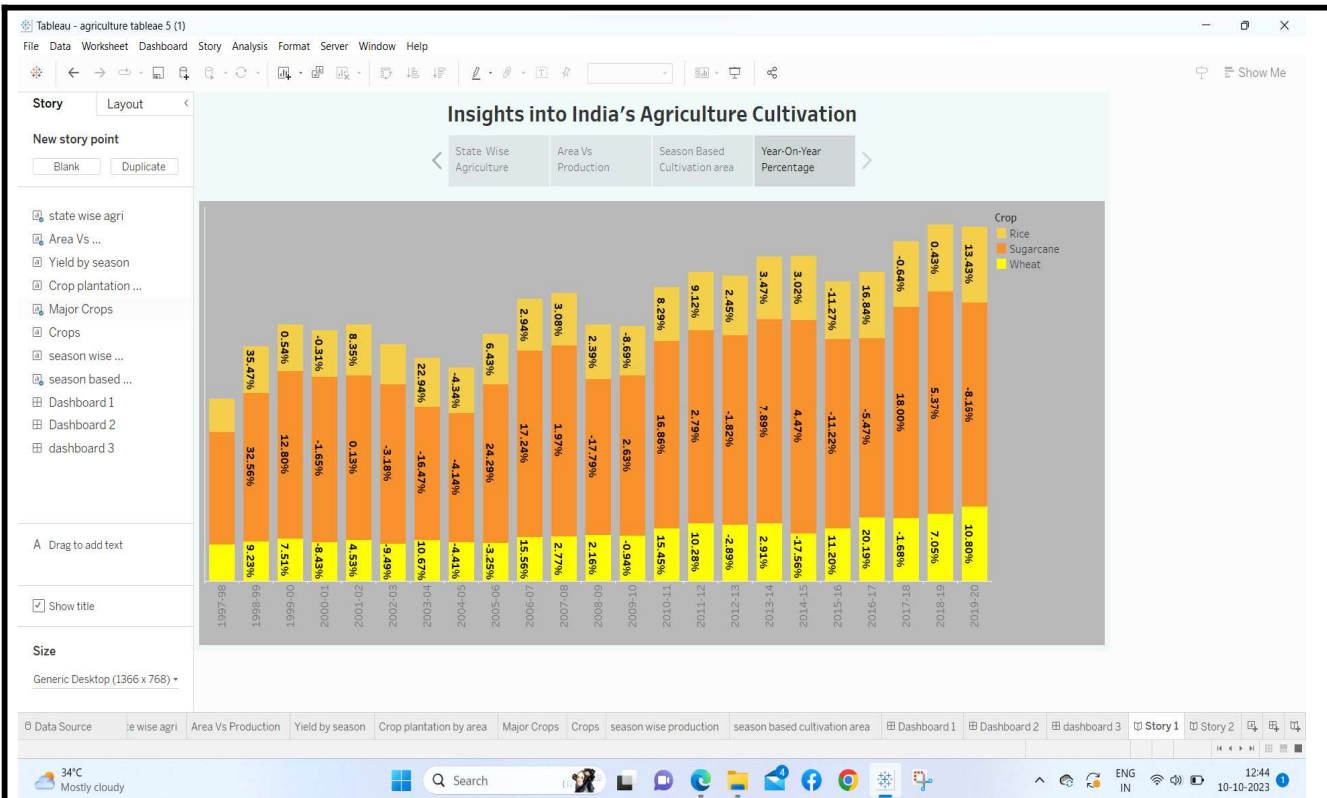 Tableau - agriculture tableae 5 (1)
File Data Worksheet Dashboard Story Analysis Format Server Window Help
Show Me
Story Layout
New story point
Blank Duplicate
state wise agri
Area Vs ...
Yield by season
Crop plantation ...
Major Crops
Crops
season wise ...
season based ...
Dashboard 1
Dashboard 2
dashboard 3
A Drag to add text
Show title
Size
Generic Desktop (1366 x 768)
Insights into India's Agriculture Cultivation
State Wise
Agriculture
Area Vs
Production
Season Based
Cultivation area
Year-On-Year
Percentage
Crop
Rice
Sugarcane
Wheat
35.47%
0.54%
-0.31%
8.35%
22.94%
-4.34%
6.43%
2.94%
3.08%
2.39%
-8.69%
8.29%
9.12%
2.45%
3.47%
3.02%
-11.27%
16.84%
-0.64%
0.43%
13.43%
32.56%
12.80%
-1.65%
0.13%
-3.18%
-16.47%
-4.14%
24.29%
17.24%
1.97%
-17.79%
2.63%
16.86%
2.79%
-1.82%
7.89%
4.47%
-11.22%
-5.47%
18.00%
5.37%
-8.15%
9.23%
7.51%
-8.43%
4.53%
-9.49%
10.67%
-4.41%
-3.25%
15.56%
2.77%
2.16%
-0.94%
15.45%
10.28%
-2.89%
2.91%
-17.56%
11.20%
20.19%
-1.68%
7.05%
10.80%
1997-98
1998-99
1999-00
2000-01
2001-02
2002-03
2003-04
2004-05
2005-06
2006-07
2007-08
2008-09
2009-10
2010-11
2011-12
2012-13
2013-14
2014-15
2015-16
2016-17
2017-18
2018-19
2019-20
Data Source te wise agri Area Vs Production Yield by season Crop plantation by area Major Crops Crops season wise production season based cultivation area Dashboard 1 Dashboard 2 dashboard 3 Story 1 Story 2
34°C
Mostly cloudy
Search
4
ENG
IN
12:44
10-10-2023
1